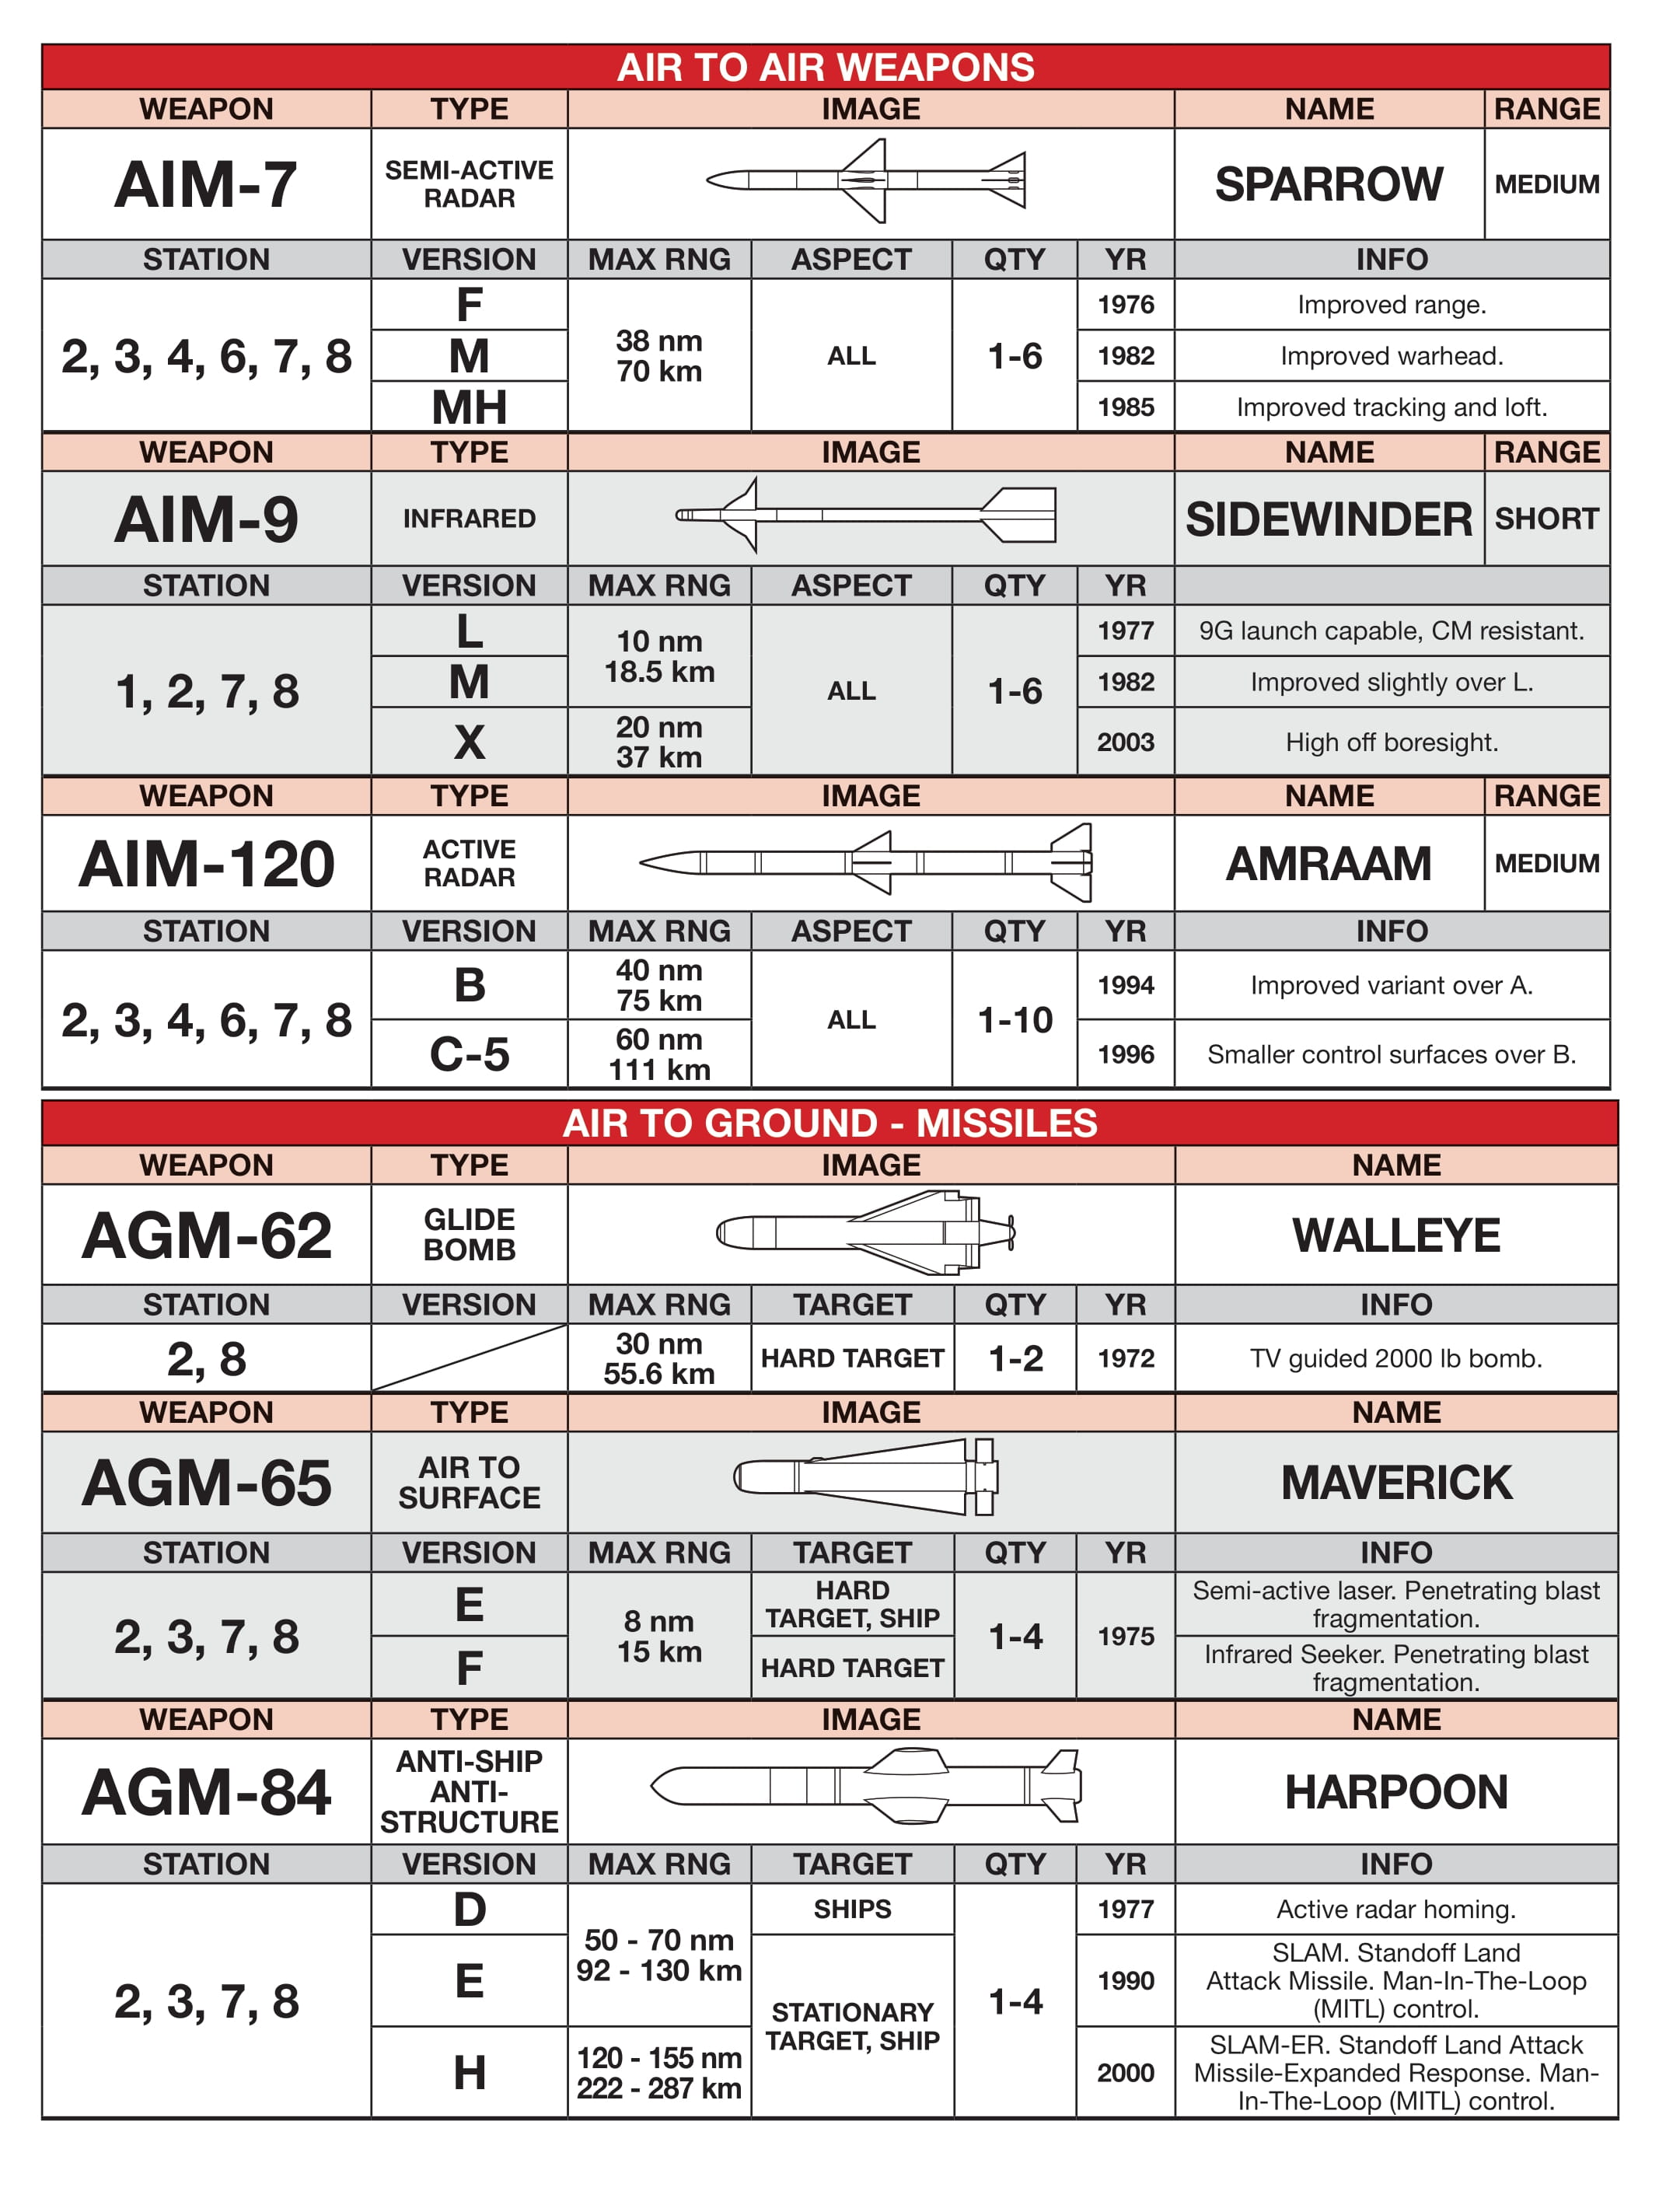 AIR TO AIR WEAPONS
WEAPON TYPE IMAGE NAME RANGE
AIM-7 SEMI-ACTIVE RADAR SPARROW MEDIUM
STATION VERSION MAX RNG ASPECT QTY YR INFO
2, 3, 4, 6, 7, 8 F 38 nm 70 km ALL 1-6 1976 Improved range.
M 1982 Improved warhead.
MH 1985 Improved tracking and loft.
WEAPON TYPE IMAGE NAME RANGE
AIM-9 INFRARED SIDEWINDER SHORT
STATION VERSION MAX RNG ASPECT QTY YR
1, 2, 7, 8 L 10 nm 18.5 km ALL 1-6 1977 9G launch capable, CM resistant.
M 1982 Improved slightly over L.
X 20 nm 37 km 2003 High off boresight.
WEAPON TYPE IMAGE NAME RANGE
AIM-120 ACTIVE RADAR AMRAAM MEDIUM
STATION VERSION MAX RNG ASPECT QTY YR INFO
2, 3, 4, 6, 7, 8 B 40 nm 75 km ALL 1-10 1994 Improved variant over A.
C-5 60 nm 111 km 1996 Smaller control surfaces over B.
AIR TO GROUND - MISSILES
WEAPON TYPE IMAGE NAME
AGM-62 GLIDE BOMB WALLEYE
STATION VERSION MAX RNG TARGET QTY YR INFO
2, 8 30 nm 55.6 km HARD TARGET 1-2 1972 TV guided 2000 lb bomb.
WEAPON TYPE IMAGE NAME
AGM-65 AIR TO SURFACE MAVERICK
STATION VERSION MAX RNG TARGET QTY YR INFO
2, 3, 7, 8 E 8 nm 15 km HARD TARGET, SHIP 1-4 1975 Semi-active laser. Penetrating blast fragmentation.
F HARD TARGET Infrared Seeker. Penetrating blast fragmentation.
WEAPON TYPE IMAGE NAME
AGM-84 ANTI-SHIP ANTI-STRUCTURE HARPOON
STATION VERSION MAX RNG TARGET QTY YR INFO
2, 3, 7, 8 D 50 - 70 nm 92 - 130 km SHIPS 1-4 1977 Active radar homing.
E STATIONARY TARGET, SHIP 1990 SLAM. Standoff Land Attack Missile. Man-In-The-Loop (MITL) control.
H 120 - 155 nm 222 - 287 km 2000 SLAM-ER. Standoff Land Attack Missile-Expanded Response. Man-In-The-Loop (MITL) control.